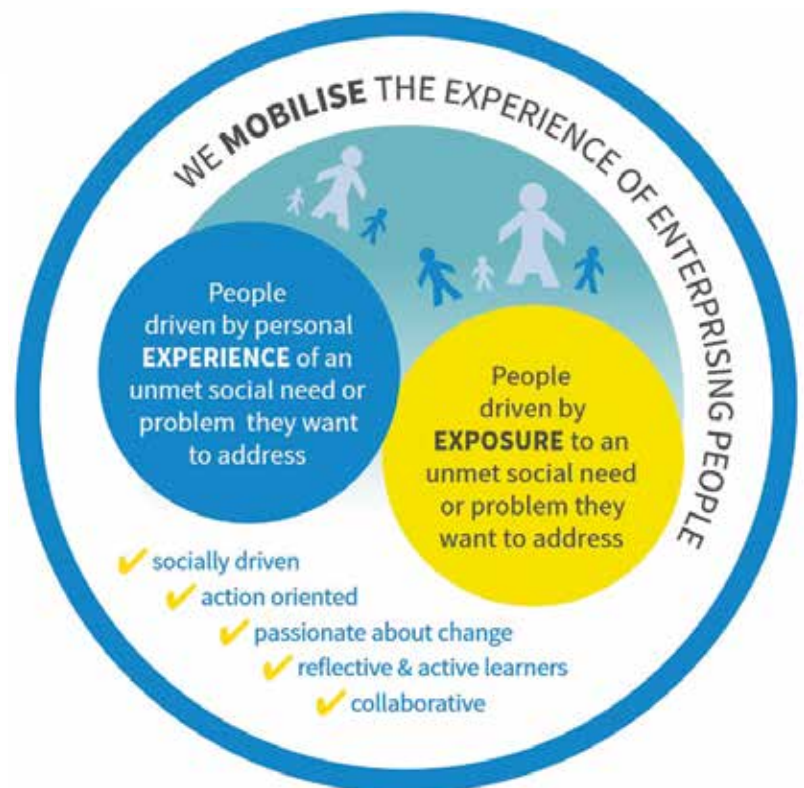 WE MOBILISE THE EXPERIENCE OF ENTERPRISING PEOPLE
People
driven by personal
EXPERIENCE of an
unmet social need or
problem they want
to address
People
driven by
EXPOSURE to an
unmet social need
or problem they
want to address
socially driven
action oriented
passionate about change
reflective & active learners
collaborative